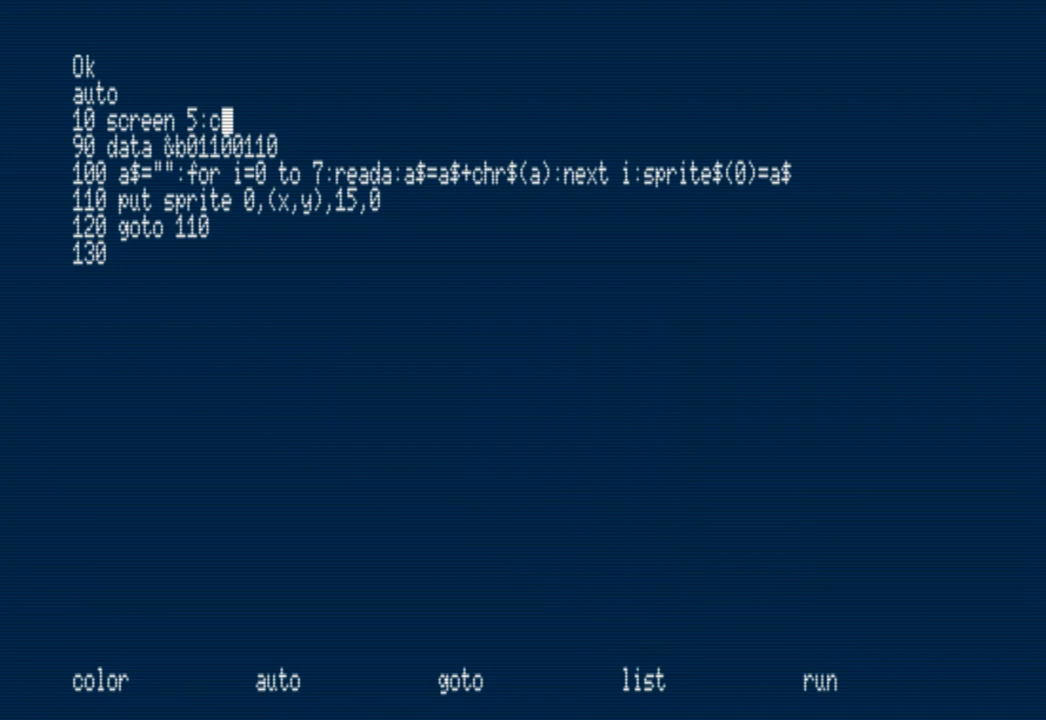 Ok
auto
10 screen 5:c
90 data &b01100110
100 a$="":for i=0 to 7:reada:a$=a$+chr$(a):next i:sprite$(0)=a$
110 put sprite 0,(x,y),15,0
120 goto 110
130
color auto goto list run